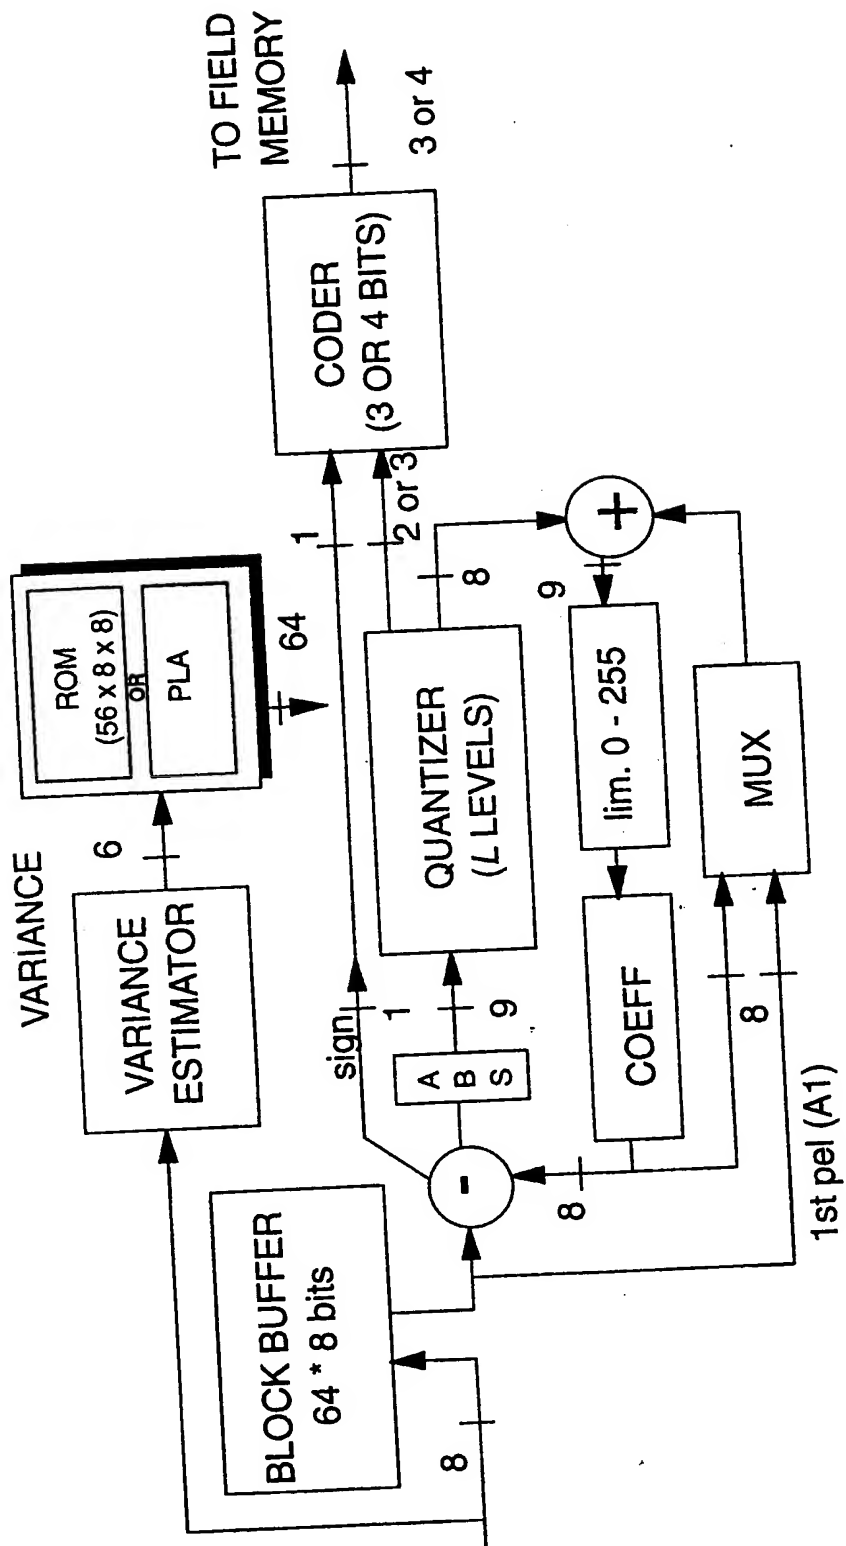 TO FIELD
MEMORY
3 or 4
CODER
(3 OR 4 BITS)
1
2 or 3
ROM
(56 x 8 x 8)
OR
PLA
64
VARIANCE
6
VARIANCE
ESTIMATOR
QUANTIZER
(L LEVELS)
8
+
9
lim. 0 - 255
MUX
COEFF
sign
1
A
B
S
9
-
8
8
1st pel (A1)
BLOCK BUFFER
64 * 8 bits
8